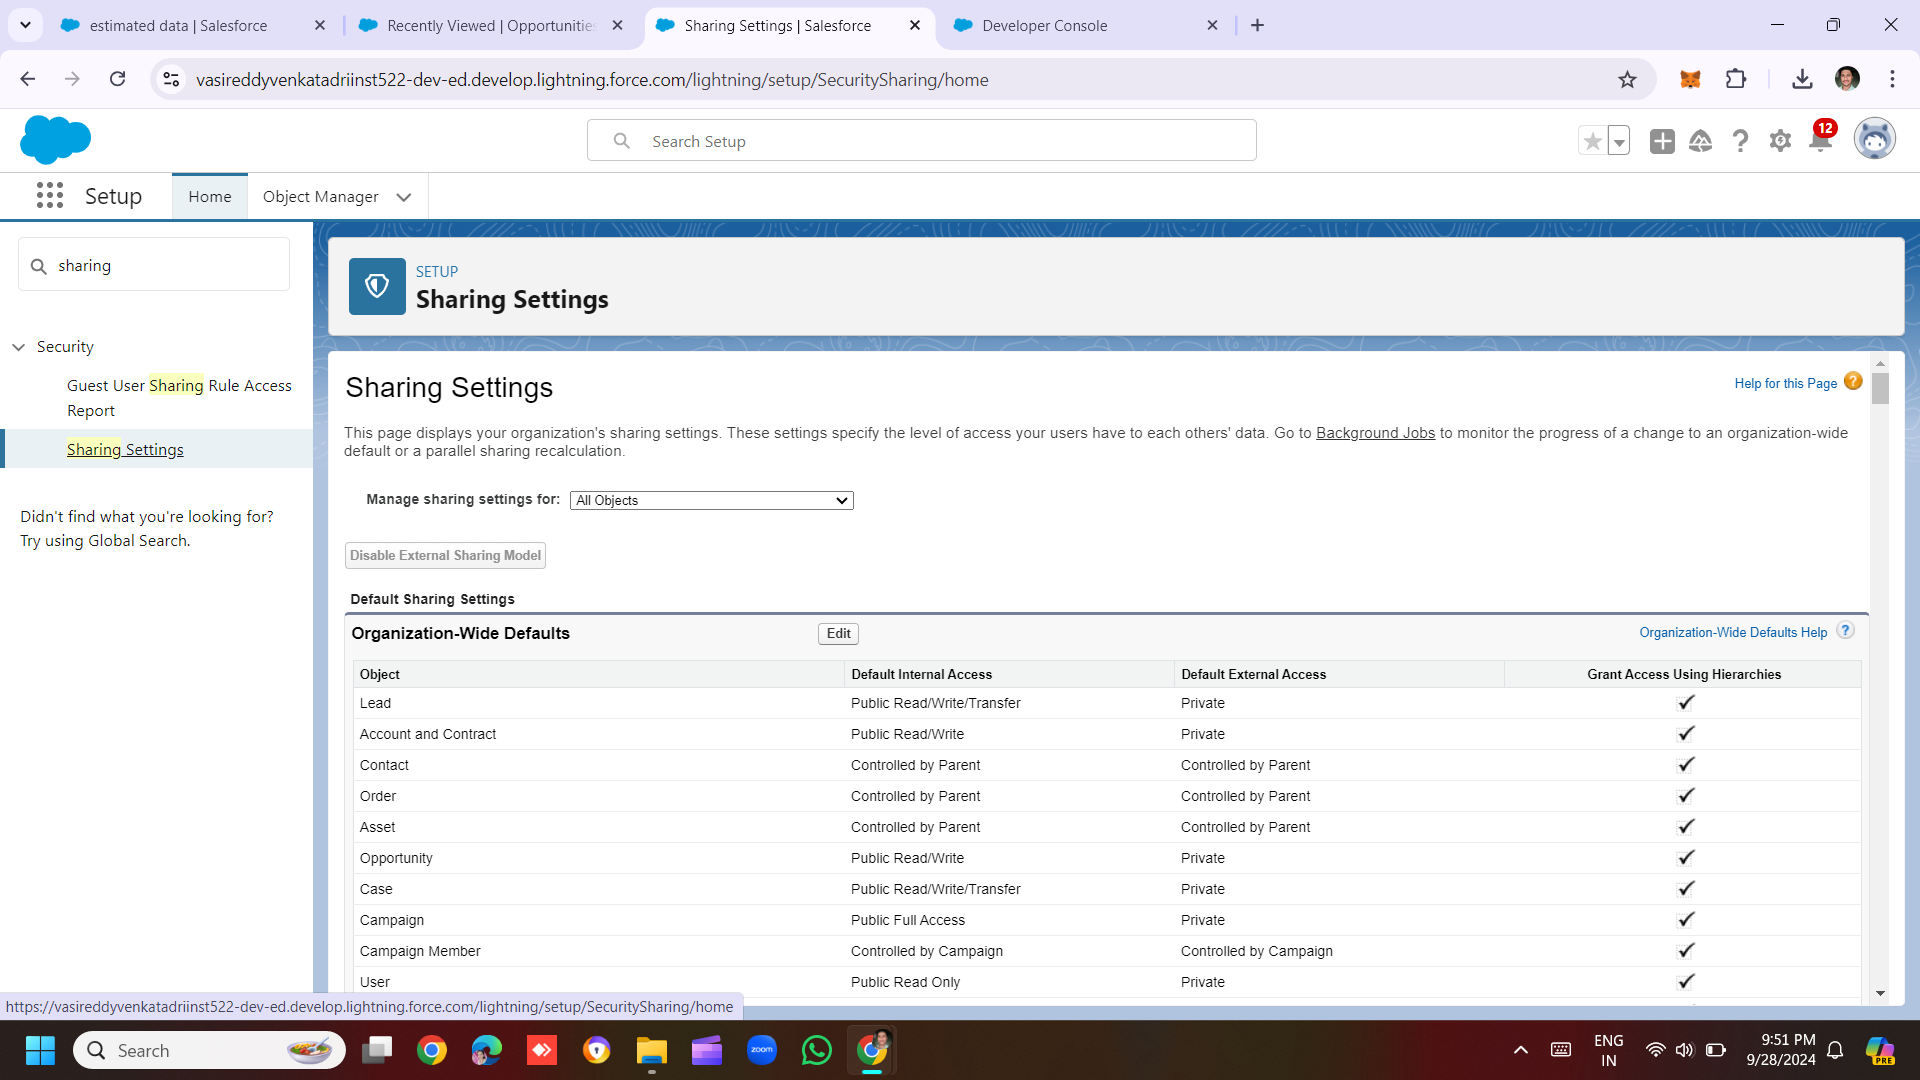 estimated data | Salesforce
Recently Viewed | Opportunities
Sharing Settings | Salesforce
Developer Console
vasireddyvenkatadriinst522-dev-ed.develop.lightning.force.com/lightning/setup/SecuritySharing/home
Search Setup
12
Setup
Home
Object Manager
sharing
Security
Guest User Sharing Rule Access
Report
Sharing Settings
Didn't find what you're looking for?
Try using Global Search.
SETUP
Sharing Settings
Sharing Settings
Help for this Page ?
This page displays your organization's sharing settings. These settings specify the level of access your users have to each others' data. Go to Background Jobs to monitor the progress of a change to an organization-wide
default or a parallel sharing recalculation.
Manage sharing settings for: All Objects
Disable External Sharing Model
Default Sharing Settings
Organization-Wide Defaults Edit Organization-Wide Defaults Help ?
Object Default Internal Access Default External Access Grant Access Using Hierarchies
Lead Public Read/Write/Transfer Private
Account and Contract Public Read/Write Private
Contact Controlled by Parent Controlled by Parent
Order Controlled by Parent Controlled by Parent
Asset Controlled by Parent Controlled by Parent
Opportunity Public Read/Write Private
Case Public Read/Write/Transfer Private
Campaign Public Full Access Private
Campaign Member Controlled by Campaign Controlled by Campaign
User Public Read Only Private
https://vasireddyvenkatadriinst522-dev-ed.develop.lightning.force.com/lightning/setup/SecuritySharing/home
Search
zoom
ENG
IN
9:51 PM
9/28/2024
PRE